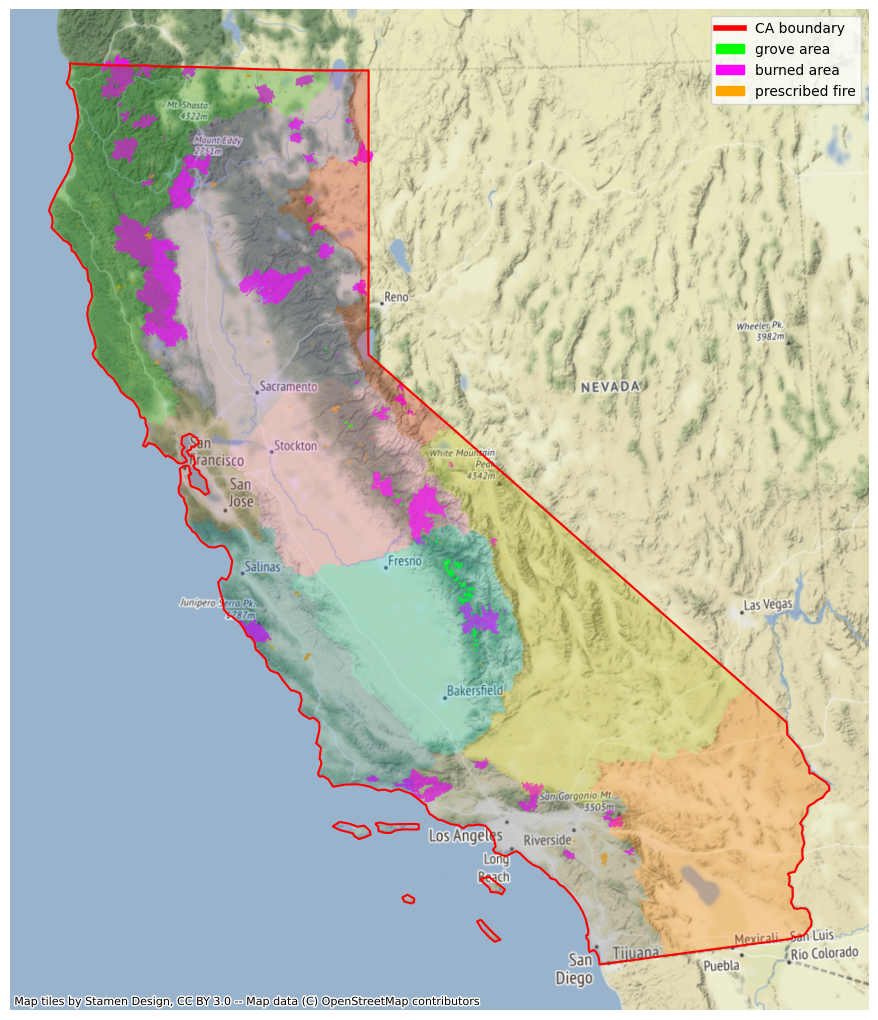 CA boundary
grove area
burned area
prescribed fire
Mt. Shasta
4322m
Mount Eddy
2751m
Reno
Wheeler Pk.
3982m
NEVADA
Sacramento
Stockton
San
Francisco
White Mountain
Peak
4342m
San
Jose
Fresno
Salinas
Junipero Serra Pk.
1787m
Las Vegas
Bakersfield
San Gorgonio Mt.
3505m
Los Angeles
Riverside
Long
Beach
San
Diego
Tijuana
Mexicali
San Luis
Rio Colorado
Puebla
Map tiles by Stamen Design, CC BY 3.0 -- Map data (C) OpenStreetMap contributors